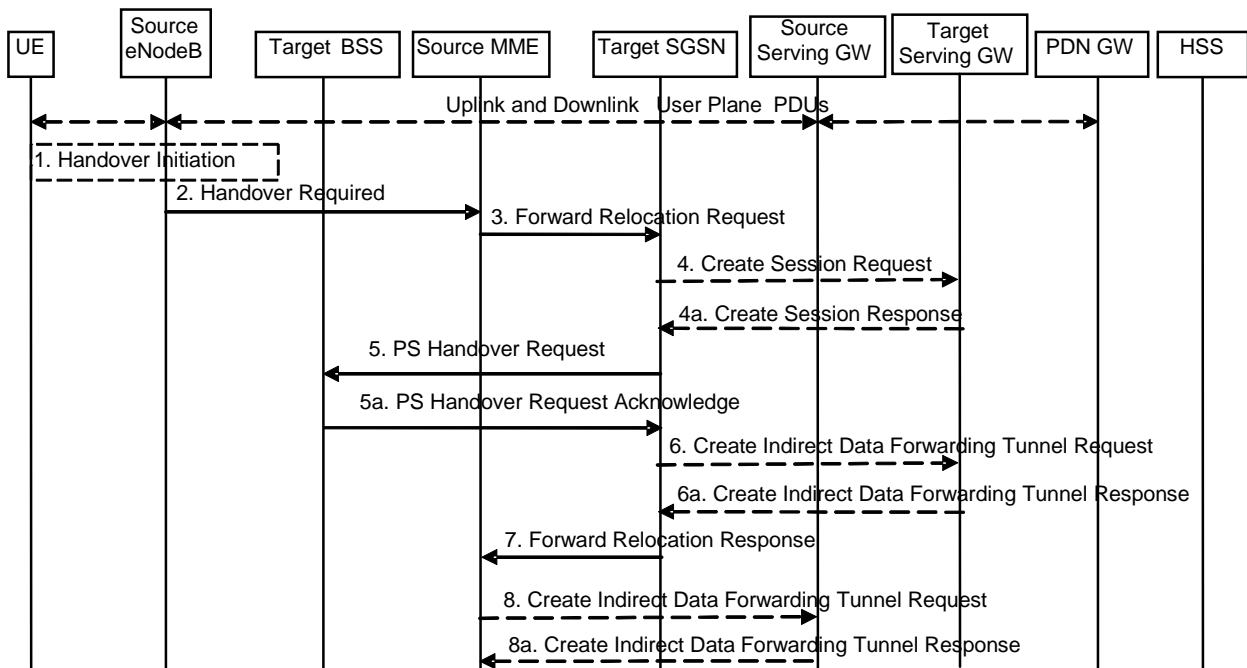 UE
Source
eNodeB
Target BSS
Source MME
Target SGSN
Source
Serving GW
Target
Serving GW
PDN GW
HSS
Uplink and Downlink User Plane PDUs
1. Handover Initiation
2. Handover Required
3. Forward Relocation Request
4. Create Session Request
4a. Create Session Response
5. PS Handover Request
5a. PS Handover Request Acknowledge
6. Create Indirect Data Forwarding Tunnel Request
6a. Create Indirect Data Forwarding Tunnel Response
7. Forward Relocation Response
8. Create Indirect Data Forwarding Tunnel Request
8a. Create Indirect Data Forwarding Tunnel Response